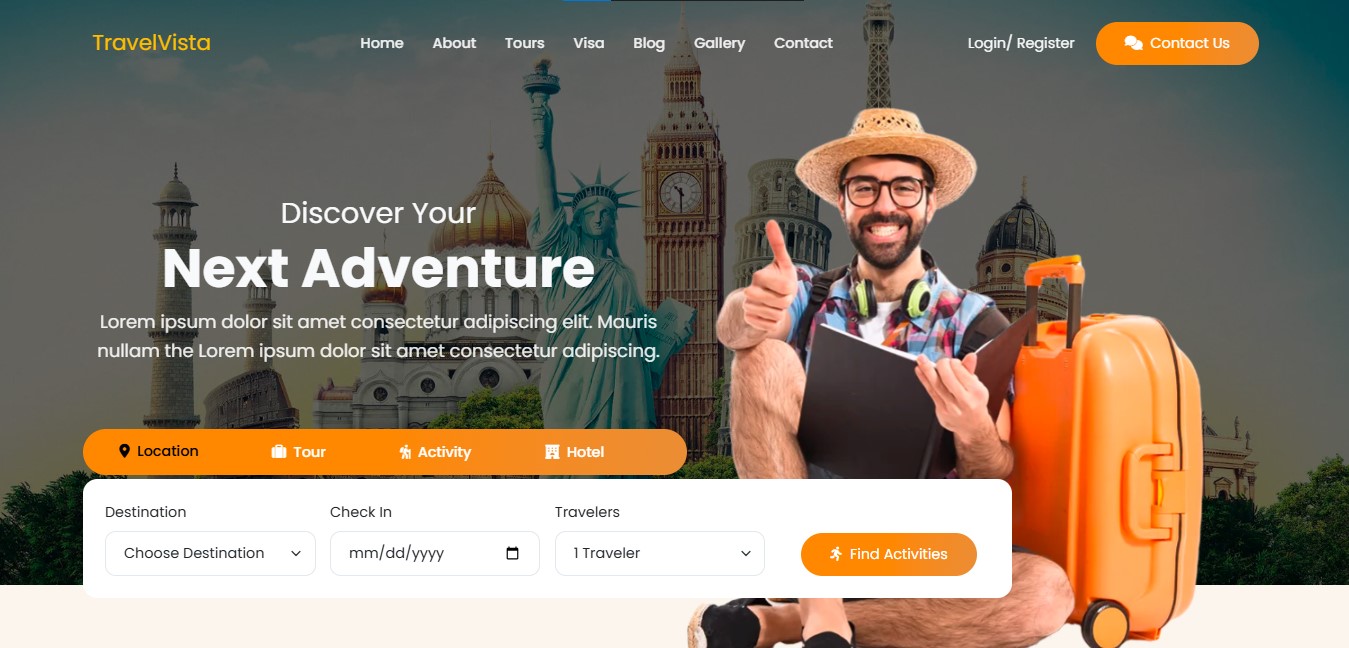 TravelVista
Home About Tours Visa Blog Gallery Contact
Login/ Register
Contact Us
Discover Your
Next Adventure
Lorem ipsum dolor sit amet consectetur adipiscing elit. Mauris
nullam the Lorem ipsum dolor sit amet consectetur adipiscing.
Location Tour Activity Hotel
Destination Check In Travelers
Choose Destination mm/dd/yyyy 1 Traveler Find Activities